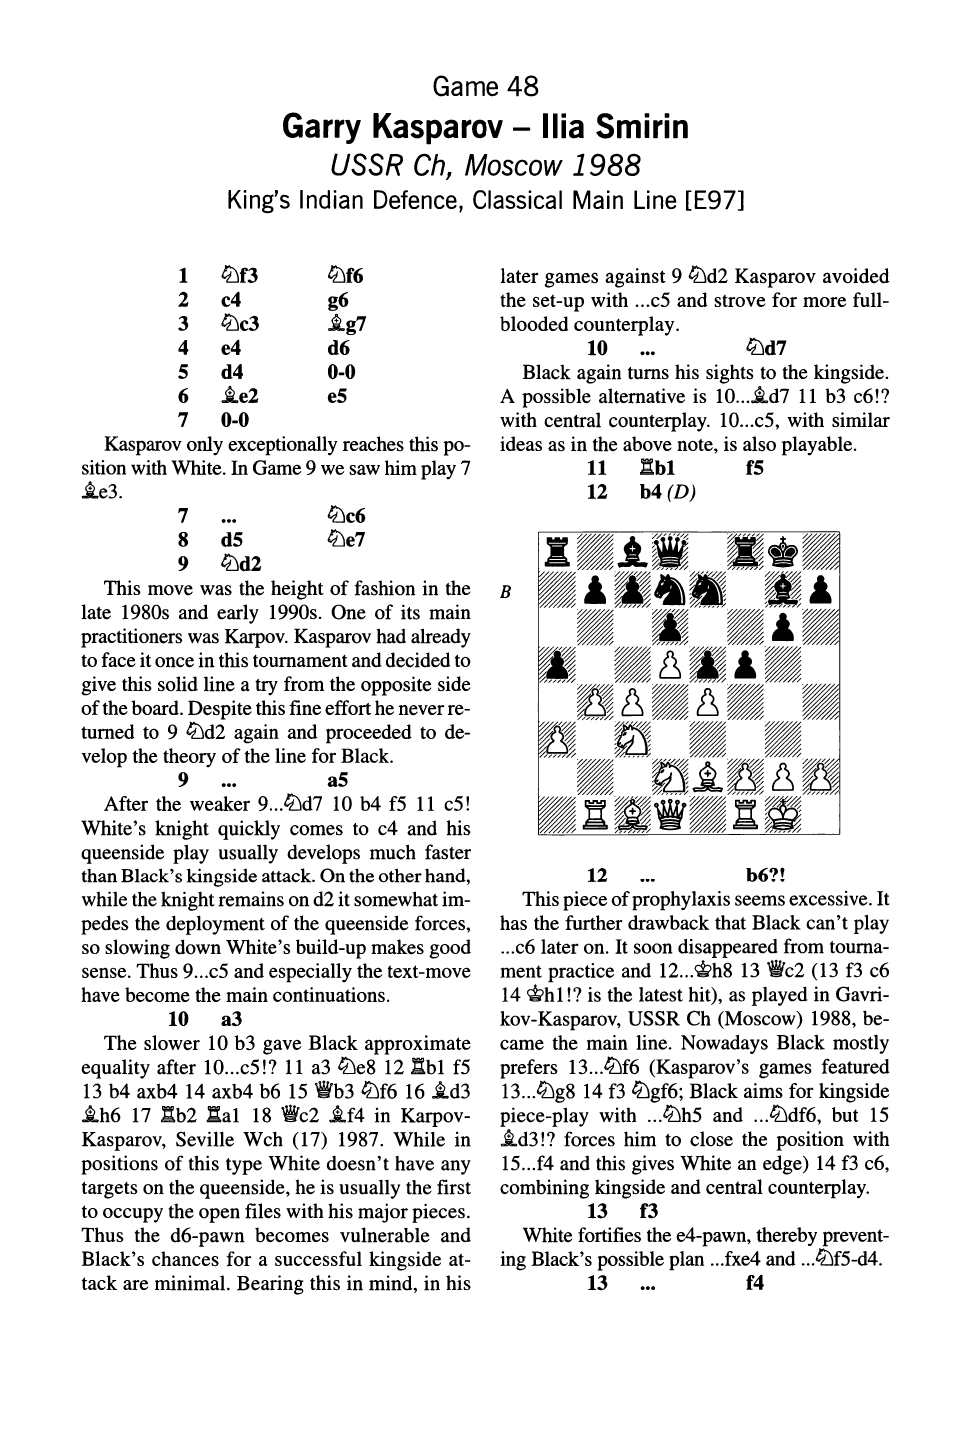 Game 48
Garry Kasparov – Ilia Smirin
USSR Ch, Moscow 1988
King's Indian Defence, Classical Main Line [E97]
1 ♘f3 ♘f6
2 c4 g6
3 ♘c3 ♗g7
4 e4 d6
5 d4 0-0
6 ♗e2 e5
7 0-0
Kasparov only exceptionally reaches this po-
sition with White. In Game 9 we saw him play 7
♗e3.
7 ... ♘c6
8 d5 ♘e7
9 ♘d2
This move was the height of fashion in the
late 1980s and early 1990s. One of its main
practitioners was Karpov. Kasparov had already
to face it once in this tournament and decided to
give this solid line a try from the opposite side
of the board. Despite this fine effort he never re-
turned to 9 ♘d2 again and proceeded to de-
velop the theory of the line for Black.
9 ... a5
After the weaker 9...♘d7 10 b4 f5 11 c5!
White's knight quickly comes to c4 and his
queenside play usually develops much faster
than Black's kingside attack. On the other hand,
while the knight remains on d2 it somewhat im-
pedes the deployment of the queenside forces,
so slowing down White's build-up makes good
sense. Thus 9...c5 and especially the text-move
have become the main continuations.
10 a3
The slower 10 b3 gave Black approximate
equality after 10...c5!? 11 a3 ♘e8 12 ♖b1 f5
13 b4 axb4 14 axb4 b6 15 ♕b3 ♘f6 16 ♗d3
♗h6 17 ♖b2 ♖a1 18 ♕c2 ♗f4 in Karpov-
Kasparov, Seville Wch (17) 1987. While in
positions of this type White doesn't have any
targets on the queenside, he is usually the first
to occupy the open files with his major pieces.
Thus the d6-pawn becomes vulnerable and
Black's chances for a successful kingside at-
tack are minimal. Bearing this in mind, in his
later games against 9 ♘d2 Kasparov avoided
the set-up with ...c5 and strove for more full-
blooded counterplay.
10 ... ♘d7
Black again turns his sights to the kingside.
A possible alternative is 10...♗d7 11 b3 c6!?
with central counterplay. 10...c5, with similar
ideas as in the above note, is also playable.
11 ♖b1 f5
12 b4 (D)
B
12 ... b6?!
This piece of prophylaxis seems excessive. It
has the further drawback that Black can't play
...c6 later on. It soon disappeared from tourna-
ment practice and 12...♔h8 13 ♕c2 (13 f3 c6
14 ♔h1!? is the latest hit), as played in Gavri-
kov-Kasparov, USSR Ch (Moscow) 1988, be-
came the main line. Nowadays Black mostly
prefers 13...♘f6 (Kasparov's games featured
13...♘g8 14 f3 ♘gf6; Black aims for kingside
piece-play with ...♘h5 and ...♘df6, but 15
♗d3!? forces him to close the position with
15...f4 and this gives White an edge) 14 f3 c6,
combining kingside and central counterplay.
13 f3
White fortifies the e4-pawn, thereby prevent-
ing Black's possible plan ...fxe4 and ...♘f5-d4.
13 ... f4